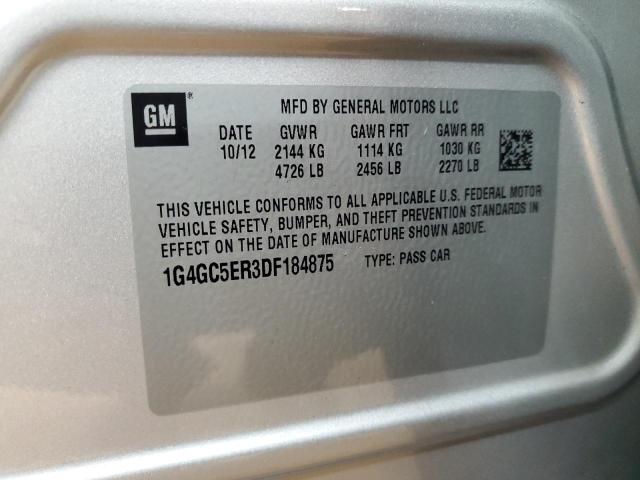 GM ®
MFD BY GENERAL MOTORS LLC
DATE GVWR GAWR FRT GAWR RR
10/12 2144 KG 1114 KG 1030 KG
4726 LB 2456 LB 2270 LB
THIS VEHICLE CONFORMS TO ALL APPLICABLE U.S. FEDERAL MOTOR
VEHICLE SAFETY, BUMPER, AND THEFT PREVENTION STANDARDS IN
EFFECT ON THE DATE OF MANUFACTURE SHOWN ABOVE.
1G4GC5ER3DF184875 TYPE: PASS CAR